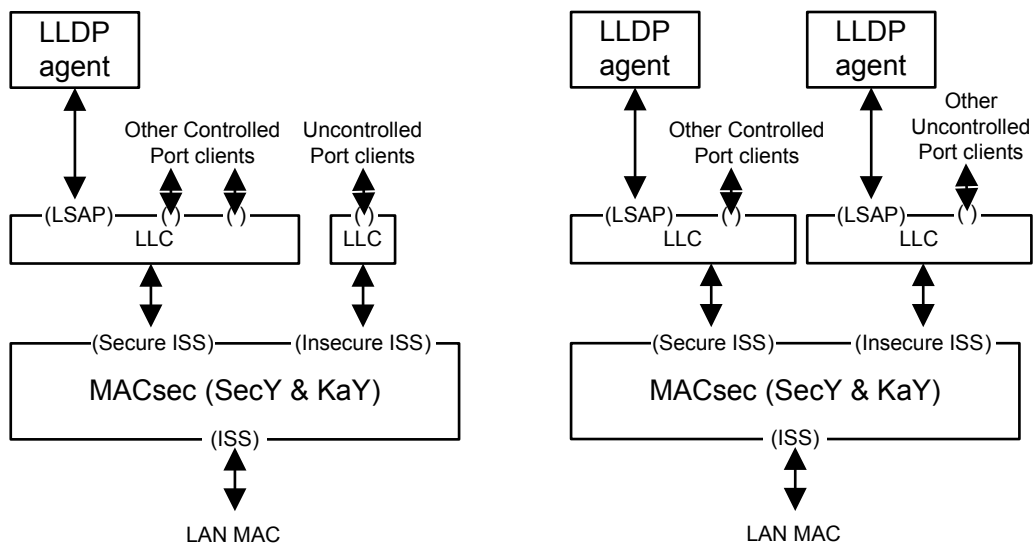 LLDP
agent
Other Controlled
Port clients
Uncontrolled
Port clients
(LSAP)
( )
( )
( )
LLC
LLC
(Secure ISS)
(Insecure ISS)
MACsec (SecY & KaY)
(ISS)
LAN MAC
LLDP
agent
LLDP
agent
Other Controlled
Port clients
Other
Uncontrolled
Port clients
(LSAP)
( )
(LSAP)
( )
LLC
LLC
(Secure ISS)
(Insecure ISS)
MACsec (SecY & KaY)
(ISS)
LAN MAC